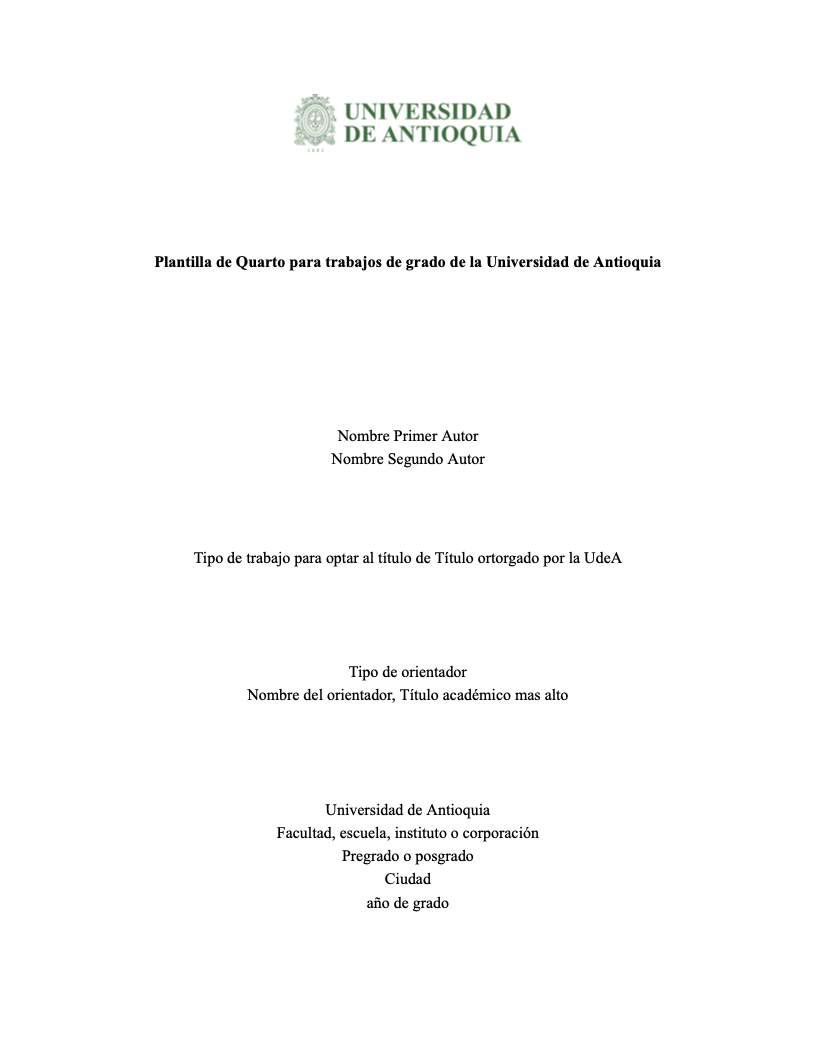 UNIVERSIDAD
DE ANTIOQUIA
1803
Plantilla de Quarto para trabajos de grado de la Universidad de Antioquia
Nombre Primer Autor
Nombre Segundo Autor
Tipo de trabajo para optar al título de Título ortorgado por la UdeA
Tipo de orientador
Nombre del orientador, Título académico mas alto
Universidad de Antioquia
Facultad, escuela, instituto o corporación
Pregrado o posgrado
Ciudad
año de grado